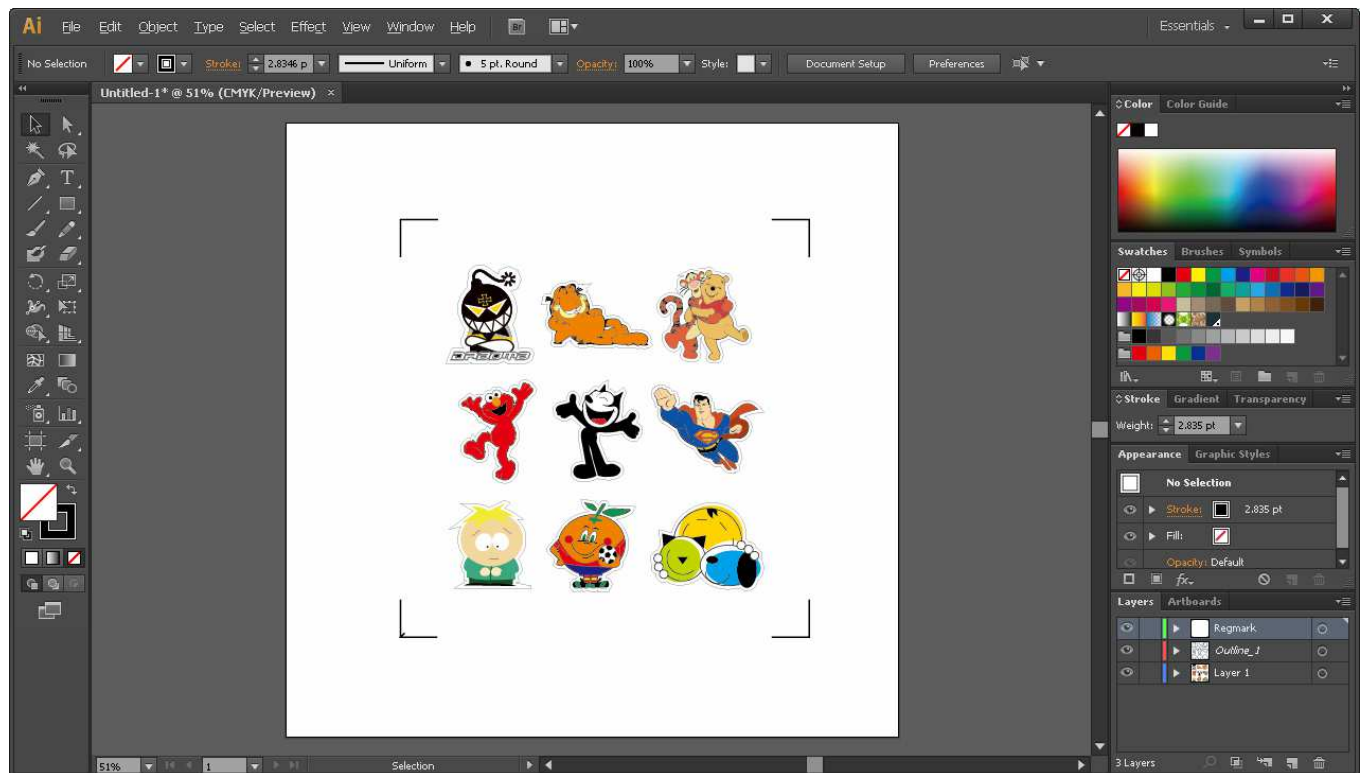 Ai File Edit Object Type Select Effect View Window Help Br Essentials
No Selection Stroke: 2.8346 p Uniform 5 pt. Round Opacity: 100% Style: Document Setup Preferences
Untitled-1* @ 51% (CMYK/Preview) ×
Color Color Guide
Swatches Brushes Symbols
Stroke Gradient Transparency
Weight: 2.835 pt
Appearance Graphic Styles
No Selection
Stroke: 2.835 pt
Fill:
Opacity: Default
fx
Layers Artboards
Regmark
Outline_1
Layer 1
3 Layers
51% 1 Selection